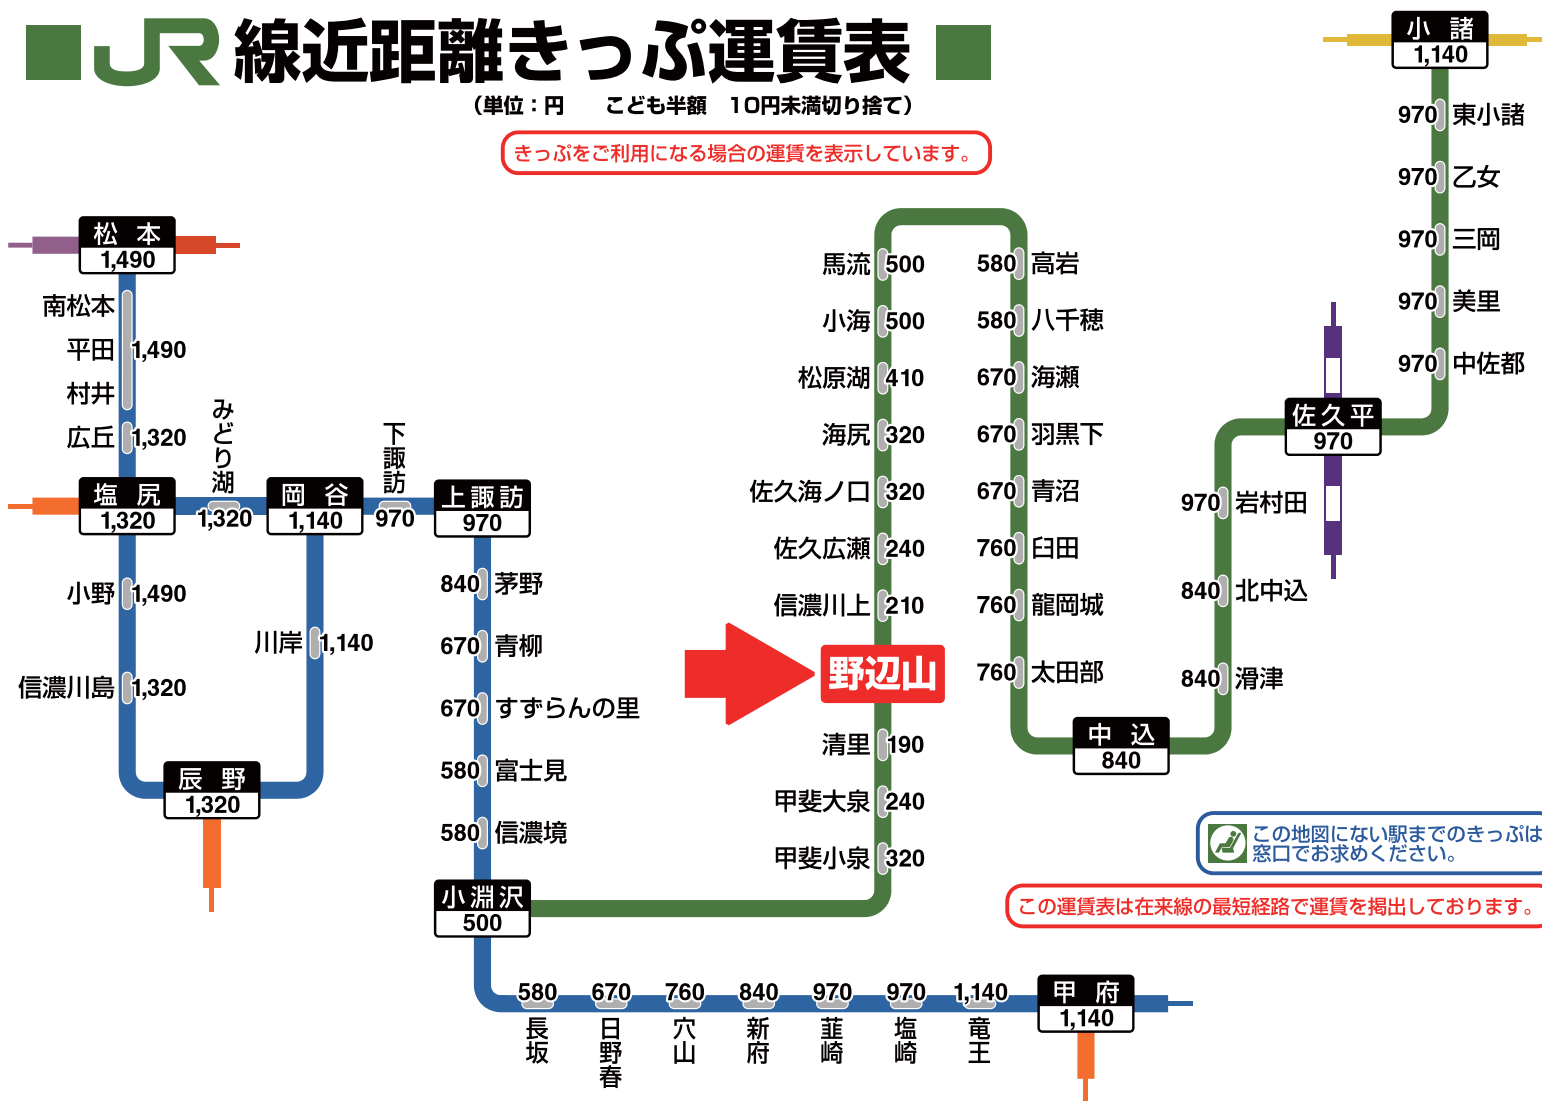 JR 線近距離きっぷ運賃表
（単位：円　　こども半額　10円未満切り捨て）
きっぷをご利用になる場合の運賃を表示しています。
小諸
1,140
970 東小諸
970 乙女
970 三岡
970 美里
970 中佐都
佐久平
970
970 岩村田
840 北中込
840 滑津
中込
840
580 高岩
580 八千穂
670 海瀬
670 羽黒下
670 青沼
760 臼田
760 龍岡城
760 太田部
馬流 500
小海 500
松原湖 410
海尻 320
佐久海ノ口 320
佐久広瀬 240
信濃川上 210
野辺山
清里 190
甲斐大泉 240
甲斐小泉 320
松本
1,490
南松本
平田 1,490
村井
広丘 1,320
塩尻
1,320
みどり湖
1,320
岡谷
1,140
下諏訪
970
上諏訪
970
小野 1,490
信濃川島 1,320
川岸 1,140
辰野
1,320
840 茅野
670 青柳
670 すずらんの里
580 富士見
580 信濃境
小淵沢
500
580
長坂
670
日野春
760
穴山
840
新府
970
韮崎
970
塩崎
1,140
竜王
甲府
1,140
この地図にない駅までのきっぷは
窓口でお求めください。
この運賃表は在来線の最短経路で運賃を掲出しております。